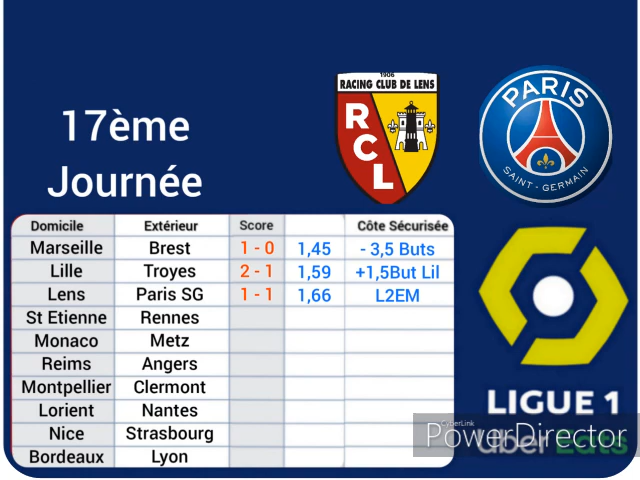 17ème
Journée
1906
RACING CLUB DE LENS
R
C
L
PARIS
SAINT-GERMAIN
Domicile Extérieur Score Côte Sécurisée
Marseille Brest 1 - 0 1,45 - 3,5 Buts
Lille Troyes 2 - 1 1,59 +1,5But Lil
Lens Paris SG 1 - 1 1,66 L2EM
St Etienne Rennes
Monaco Metz
Reims Angers
Montpellier Clermont
Lorient Nantes
Nice Strasbourg
Bordeaux Lyon
LIGUE 1
Uber Eats
CyberLink
PowerDirector